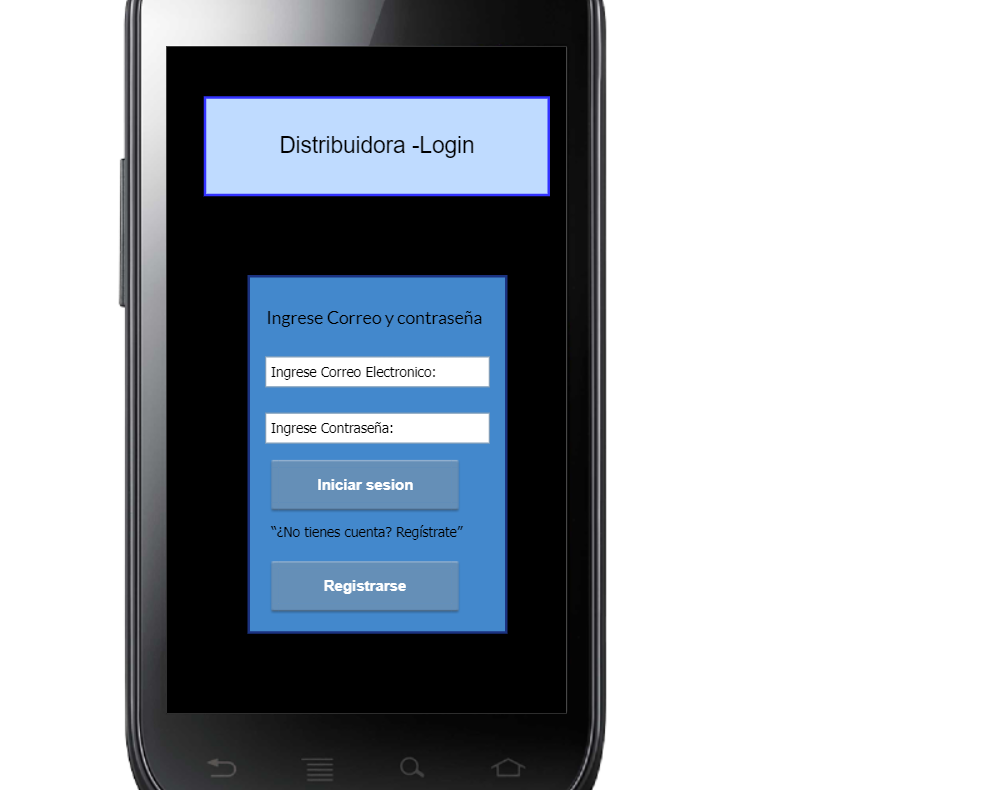 Distribuidora -Login
Ingrese Correo y contraseña
Ingrese Correo Electronico:
Ingrese Contraseña:
Iniciar sesion
“¿No tienes cuenta? Regístrate”
Registrarse